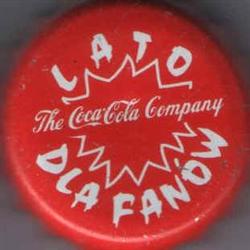 LATO
The Coca-Cola Company
DLA FANÓW